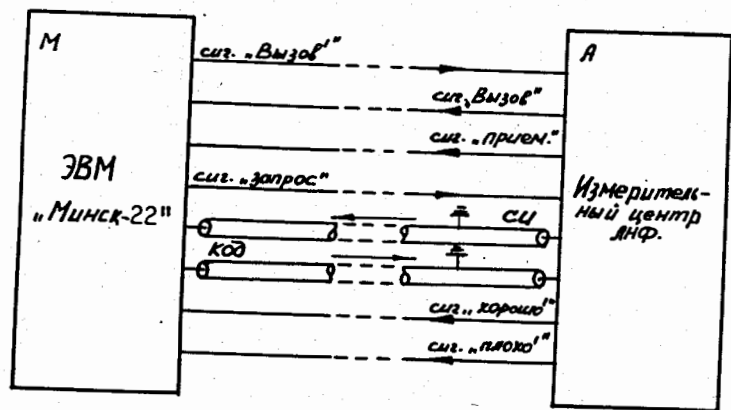 М
А
сиг. „Вызов'"
сиг. „Вызов"
сиг. „прием."
ЭВМ
„Минск-22"
сиг. „запрос"
Измеритель-
ный центр
ЛНФ.
СИ
КОД
сиг. „хорошо'"
сиг. „плохо'"